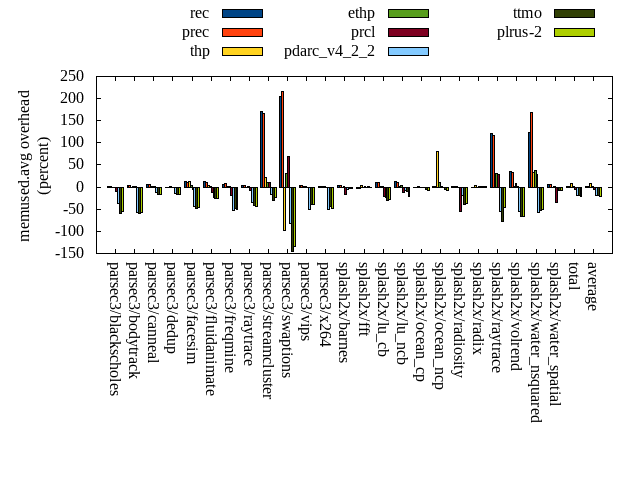 rec
prec
thp
ethp
prcl
pdarc_v4_2_2
ttmo
plrus-2
memused.avg overhead
(percent)
250
200
150
100
50
0
-50
-100
-150
parsec3/blackscholes
parsec3/bodytrack
parsec3/canneal
parsec3/dedup
parsec3/facesim
parsec3/fluidanimate
parsec3/freqmine
parsec3/raytrace
parsec3/streamcluster
parsec3/swaptions
parsec3/vips
parsec3/x264
splash2x/barnes
splash2x/fft
splash2x/lu_cb
splash2x/lu_ncb
splash2x/ocean_cp
splash2x/ocean_ncp
splash2x/radiosity
splash2x/radix
splash2x/raytrace
splash2x/volrend
splash2x/water_nsquared
splash2x/water_spatial
total
average